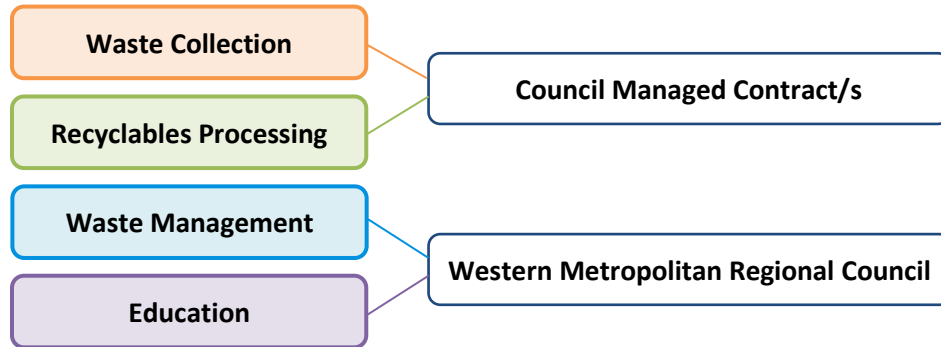 Waste Collection
Recyclables Processing
Council Managed Contract/s
Waste Management
Education
Western Metropolitan Regional Council